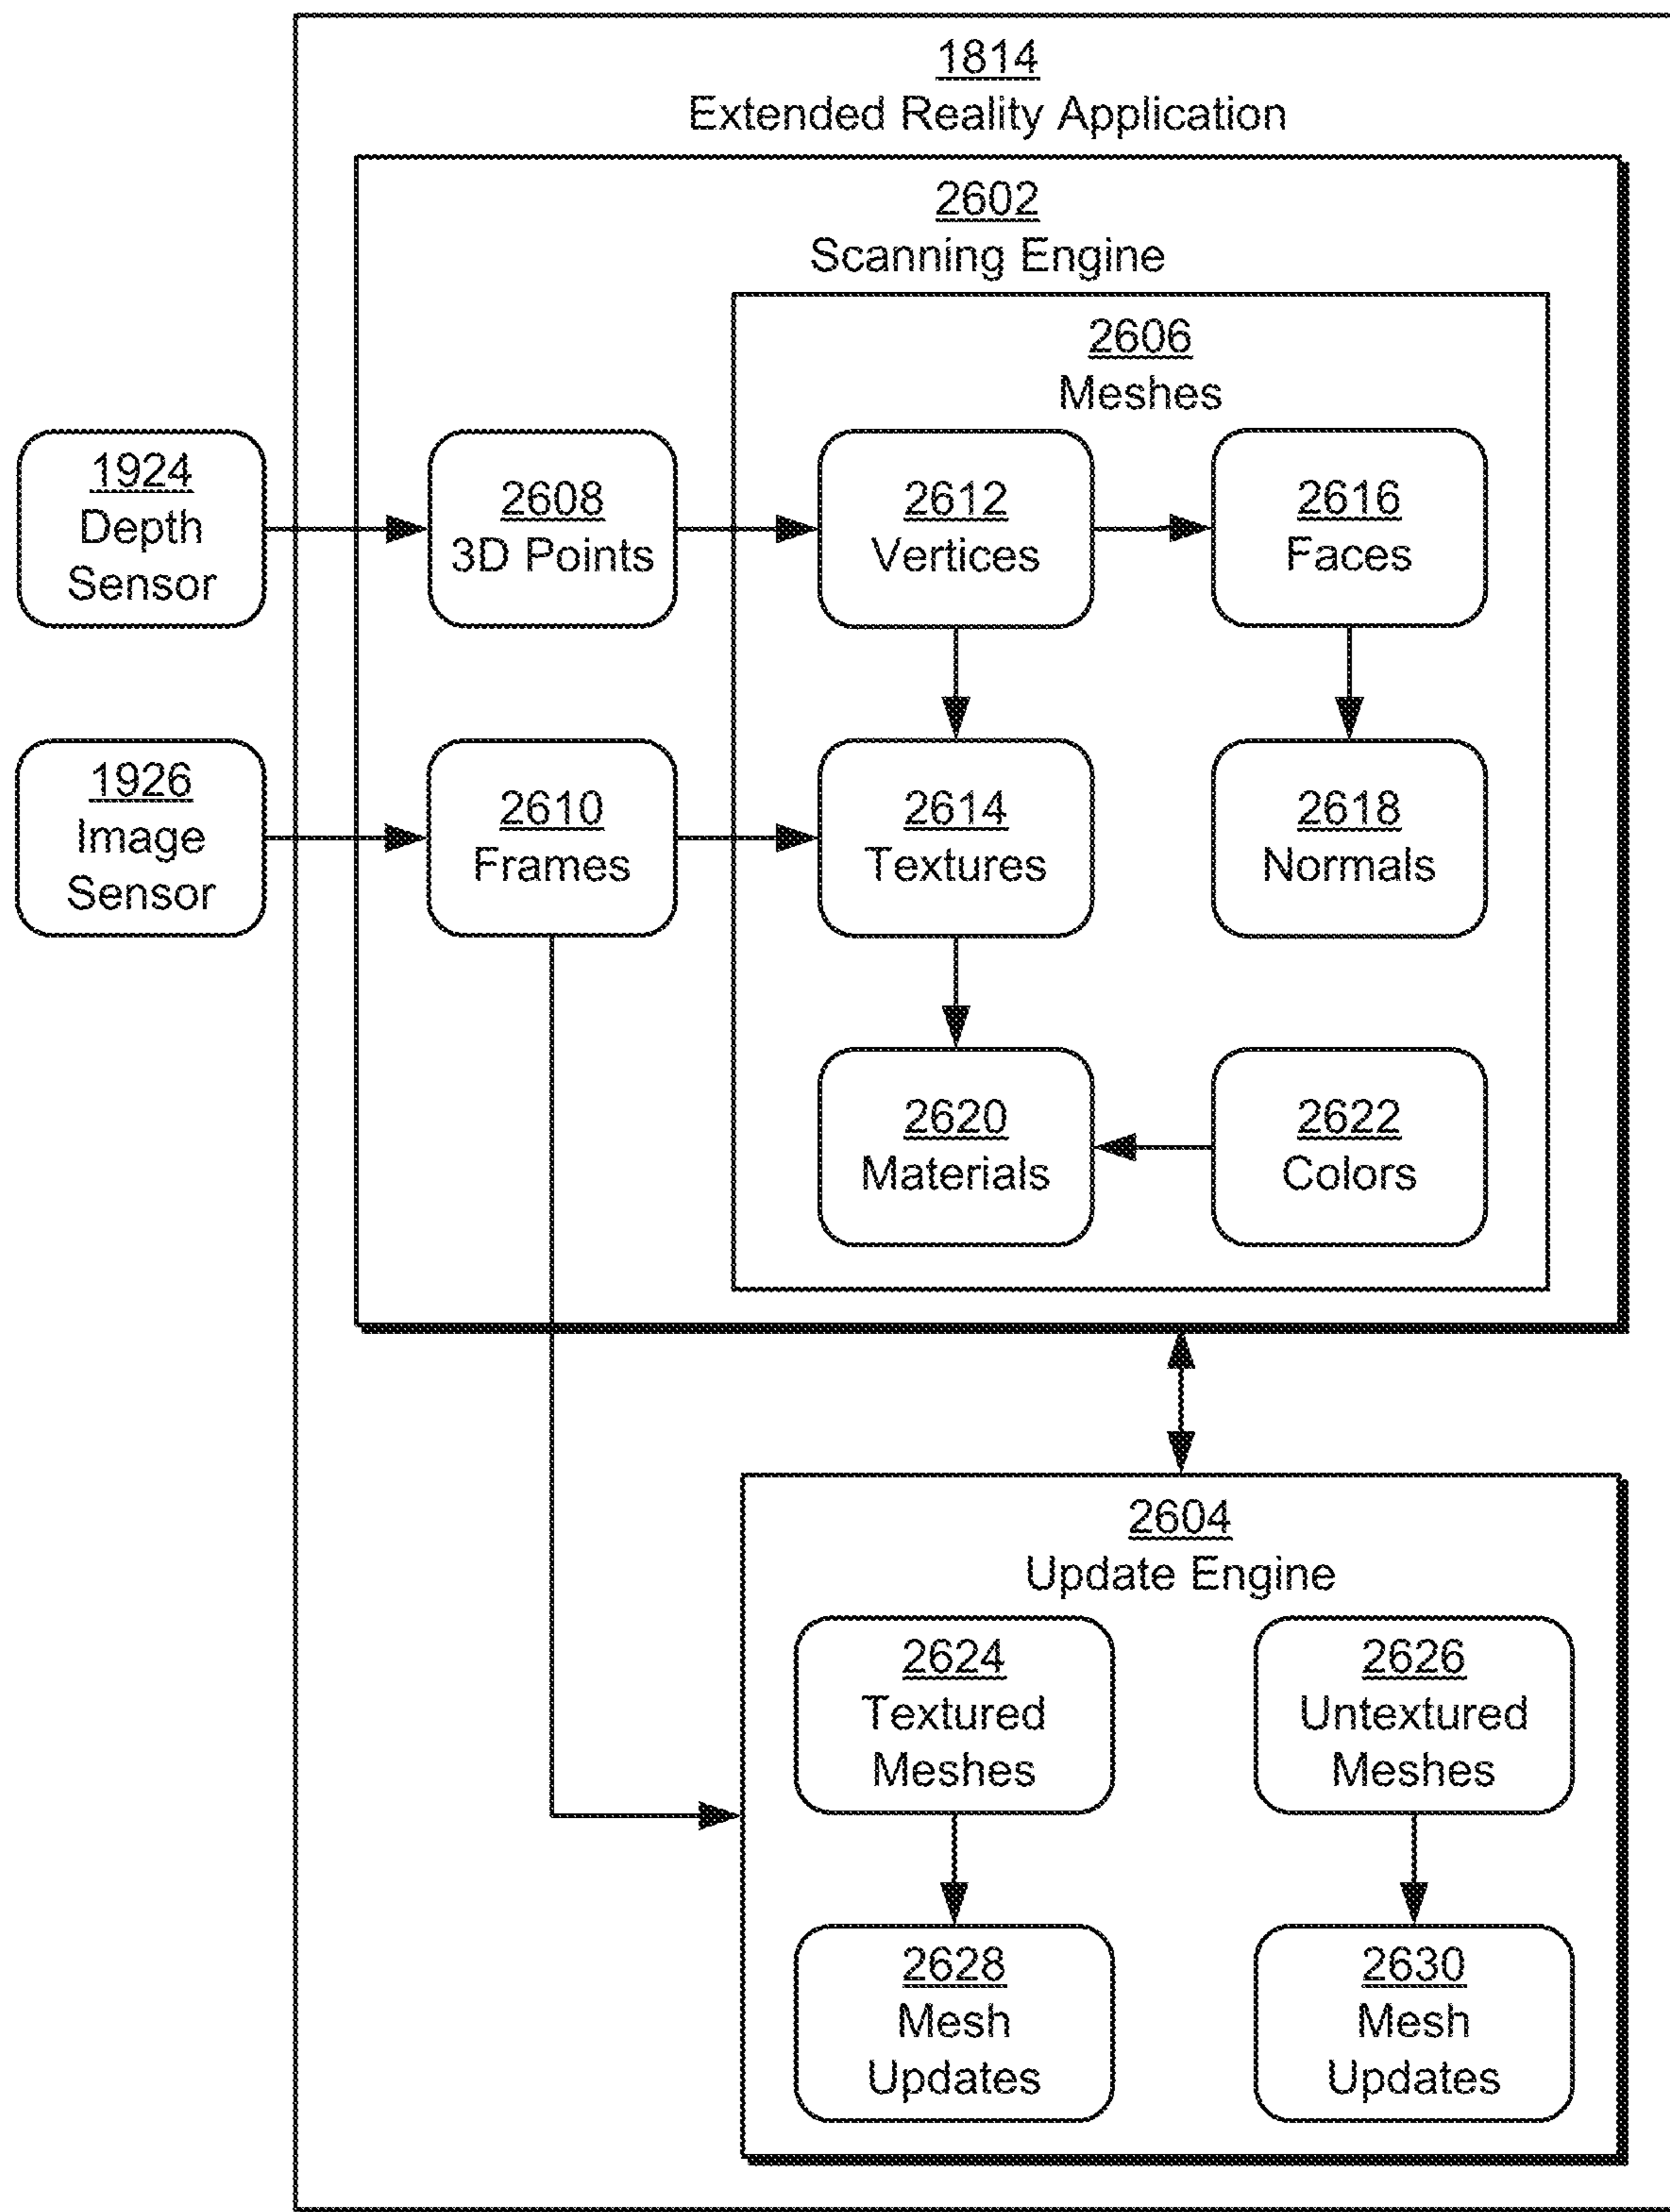 1814
Extended Reality Application
2602
Scanning Engine
2606
Meshes
1924
Depth
Sensor
2608
3D Points
2612
Vertices
2616
Faces
1926
Image
Sensor
2610
Frames
2614
Textures
2618
Normals
2620
Materials
2622
Colors
2604
Update Engine
2624
Textured
Meshes
2626
Untextured
Meshes
2628
Mesh
Updates
2630
Mesh
Updates